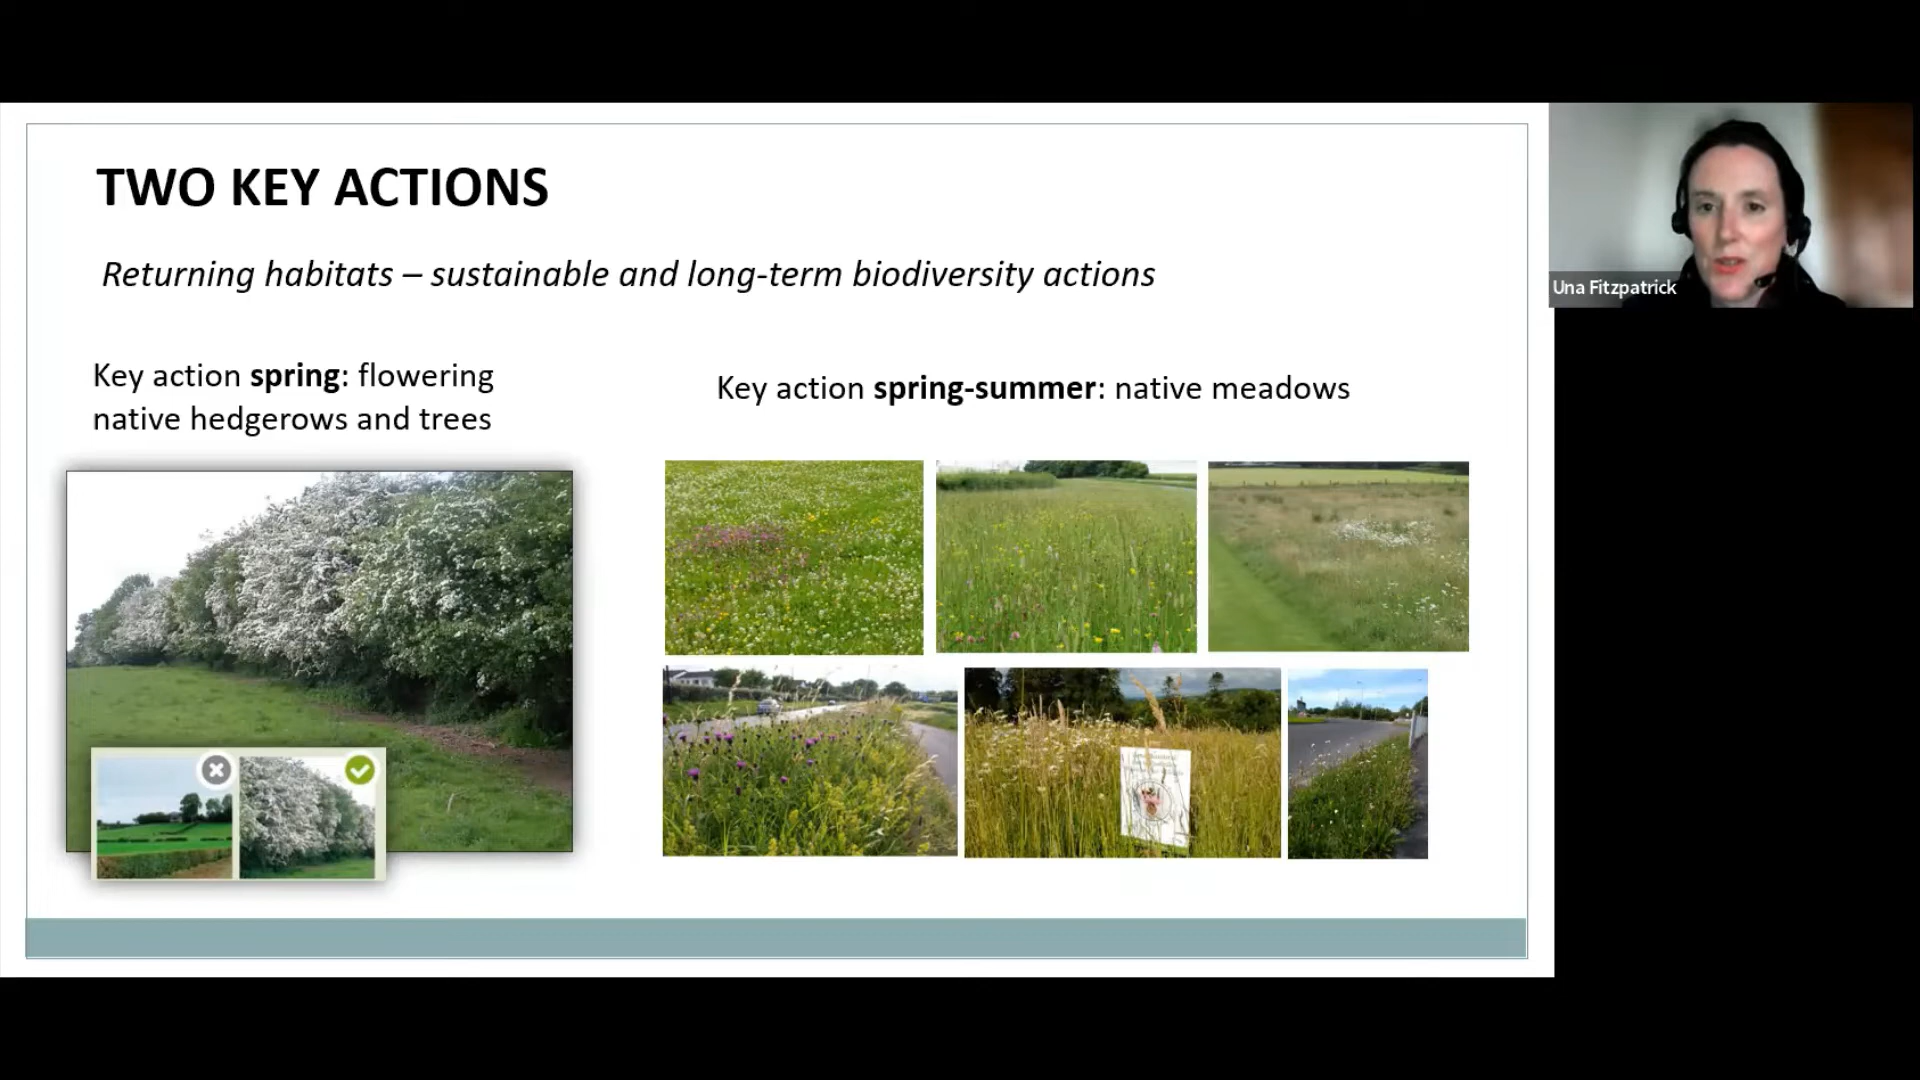 TWO KEY ACTIONS
Returning habitats – sustainable and long-term biodiversity actions
Key action spring: flowering
native hedgerows and trees
Key action spring-summer: native meadows
Una Fitzpatrick